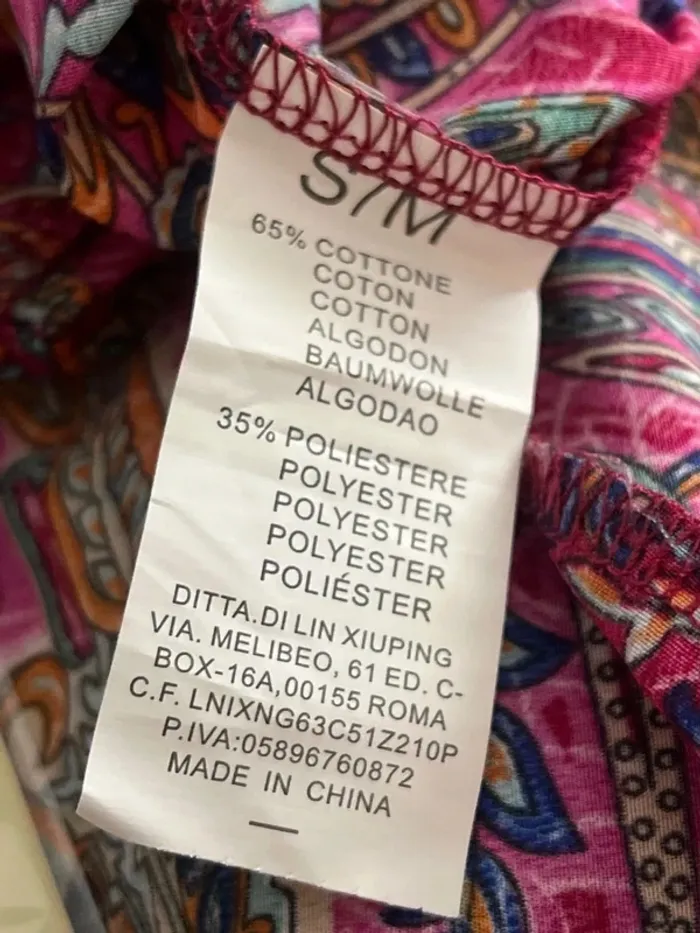 S/M
65% COTTONE
COTON
COTTON
ALGODON
BAUMWOLLE
ALGODAO
35% POLIESTERE
POLYESTER
POLYESTER
POLYESTER
POLIÉSTER
DITTA.DI LIN XIUPING
VIA. MELIBEO, 61 ED. C-
BOX-16A,00155 ROMA
C.F. LNIXNG63C51Z210P
P.IVA:05896760872
MADE IN CHINA